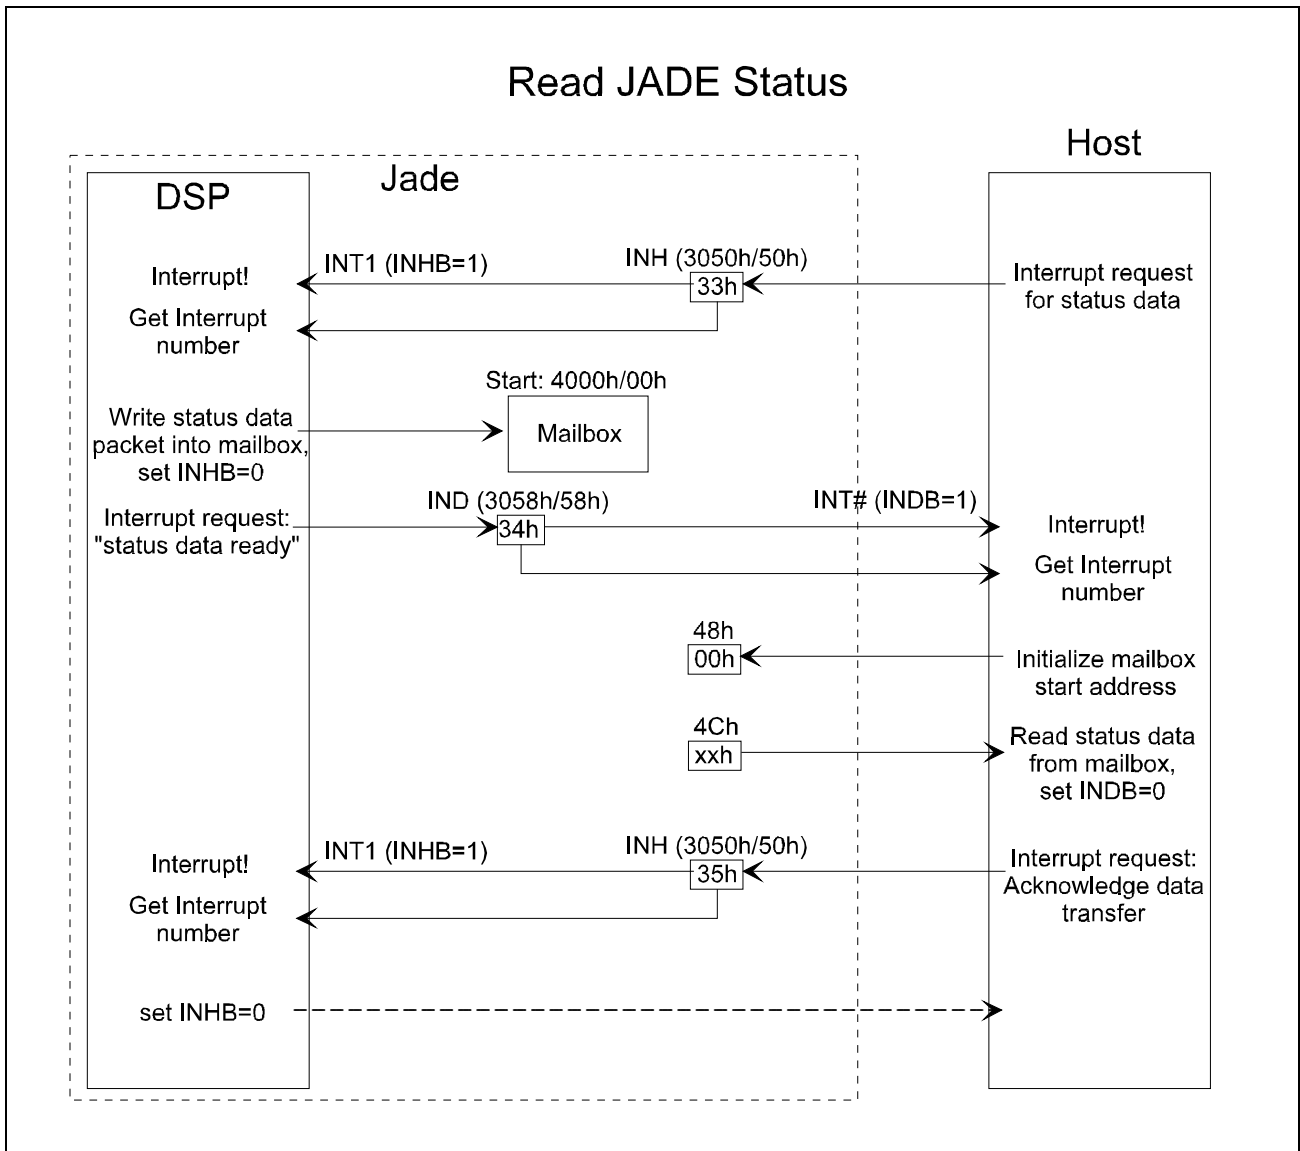 Read JADE Status
Host
Jade
DSP
INT1 (INHB=1)
INH (3050h/50h)
Interrupt!
33h
Interrupt request
for status data
Get Interrupt
number
Start: 4000h/00h
Write status data
packet into mailbox,
set INHB=0
Mailbox
IND (3058h/58h)
INT# (INDB=1)
Interrupt request:
"status data ready"
34h
Interrupt!
Get Interrupt
number
48h
00h
Initialize mailbox
start address
4Ch
xxh
Read status data
from mailbox,
set INDB=0
INT1 (INHB=1)
INH (3050h/50h)
Interrupt!
35h
Interrupt request:
Acknowledge data
transfer
Get Interrupt
number
set INHB=0